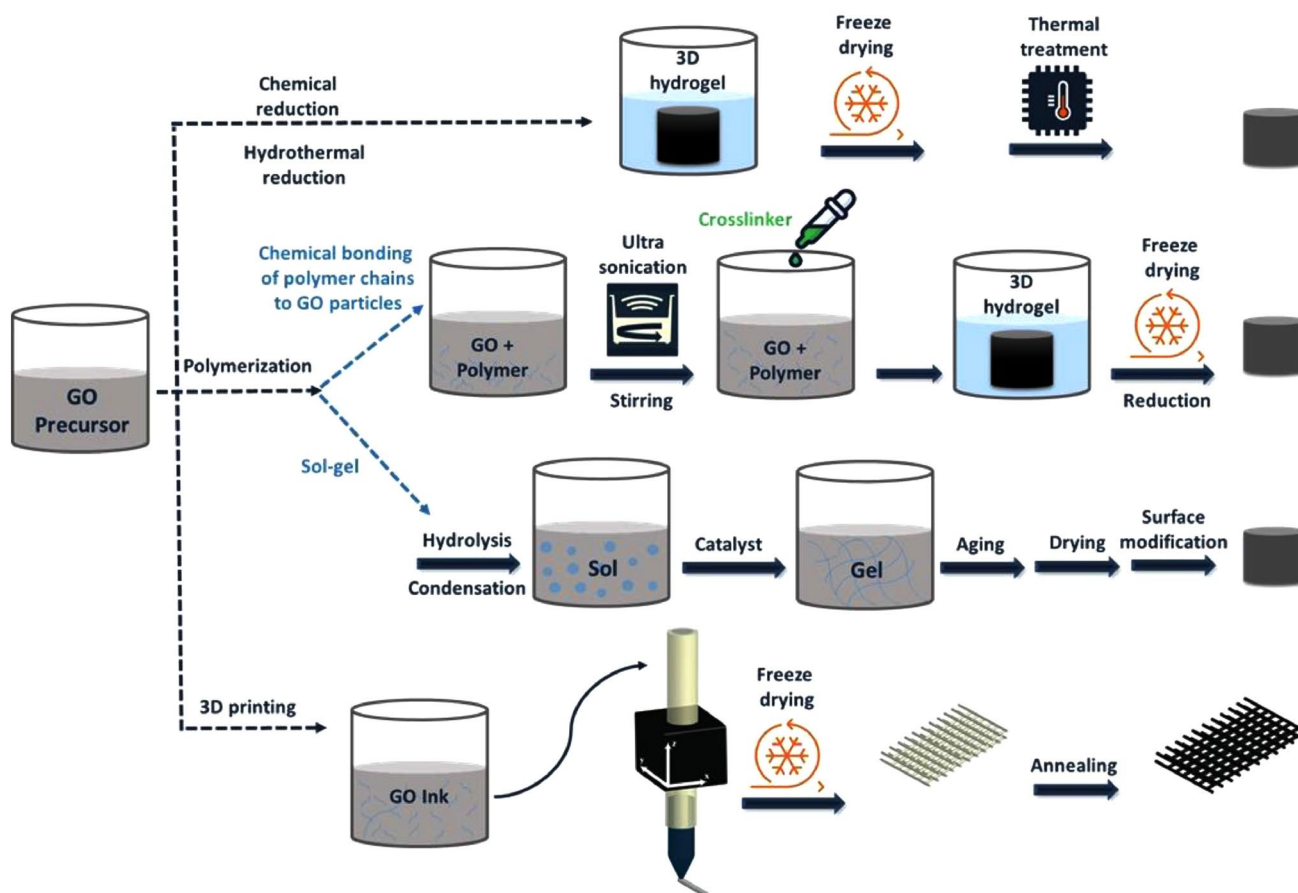 GO
Precursor
Chemical
reduction
Hydrothermal
reduction
3D
hydrogel
Freeze
drying
Thermal
treatment
Polymerization
Chemical bonding
of polymer chains
to GO particles
GO +
Polymer
Ultra
sonication
Stirring
Crosslinker
GO +
Polymer
3D
hydrogel
Freeze
drying
Reduction
Sol-gel
Hydrolysis
Condensation
Sol
Catalyst
Gel
Aging
Drying
Surface
modification
3D printing
GO Ink
Freeze
drying
Annealing